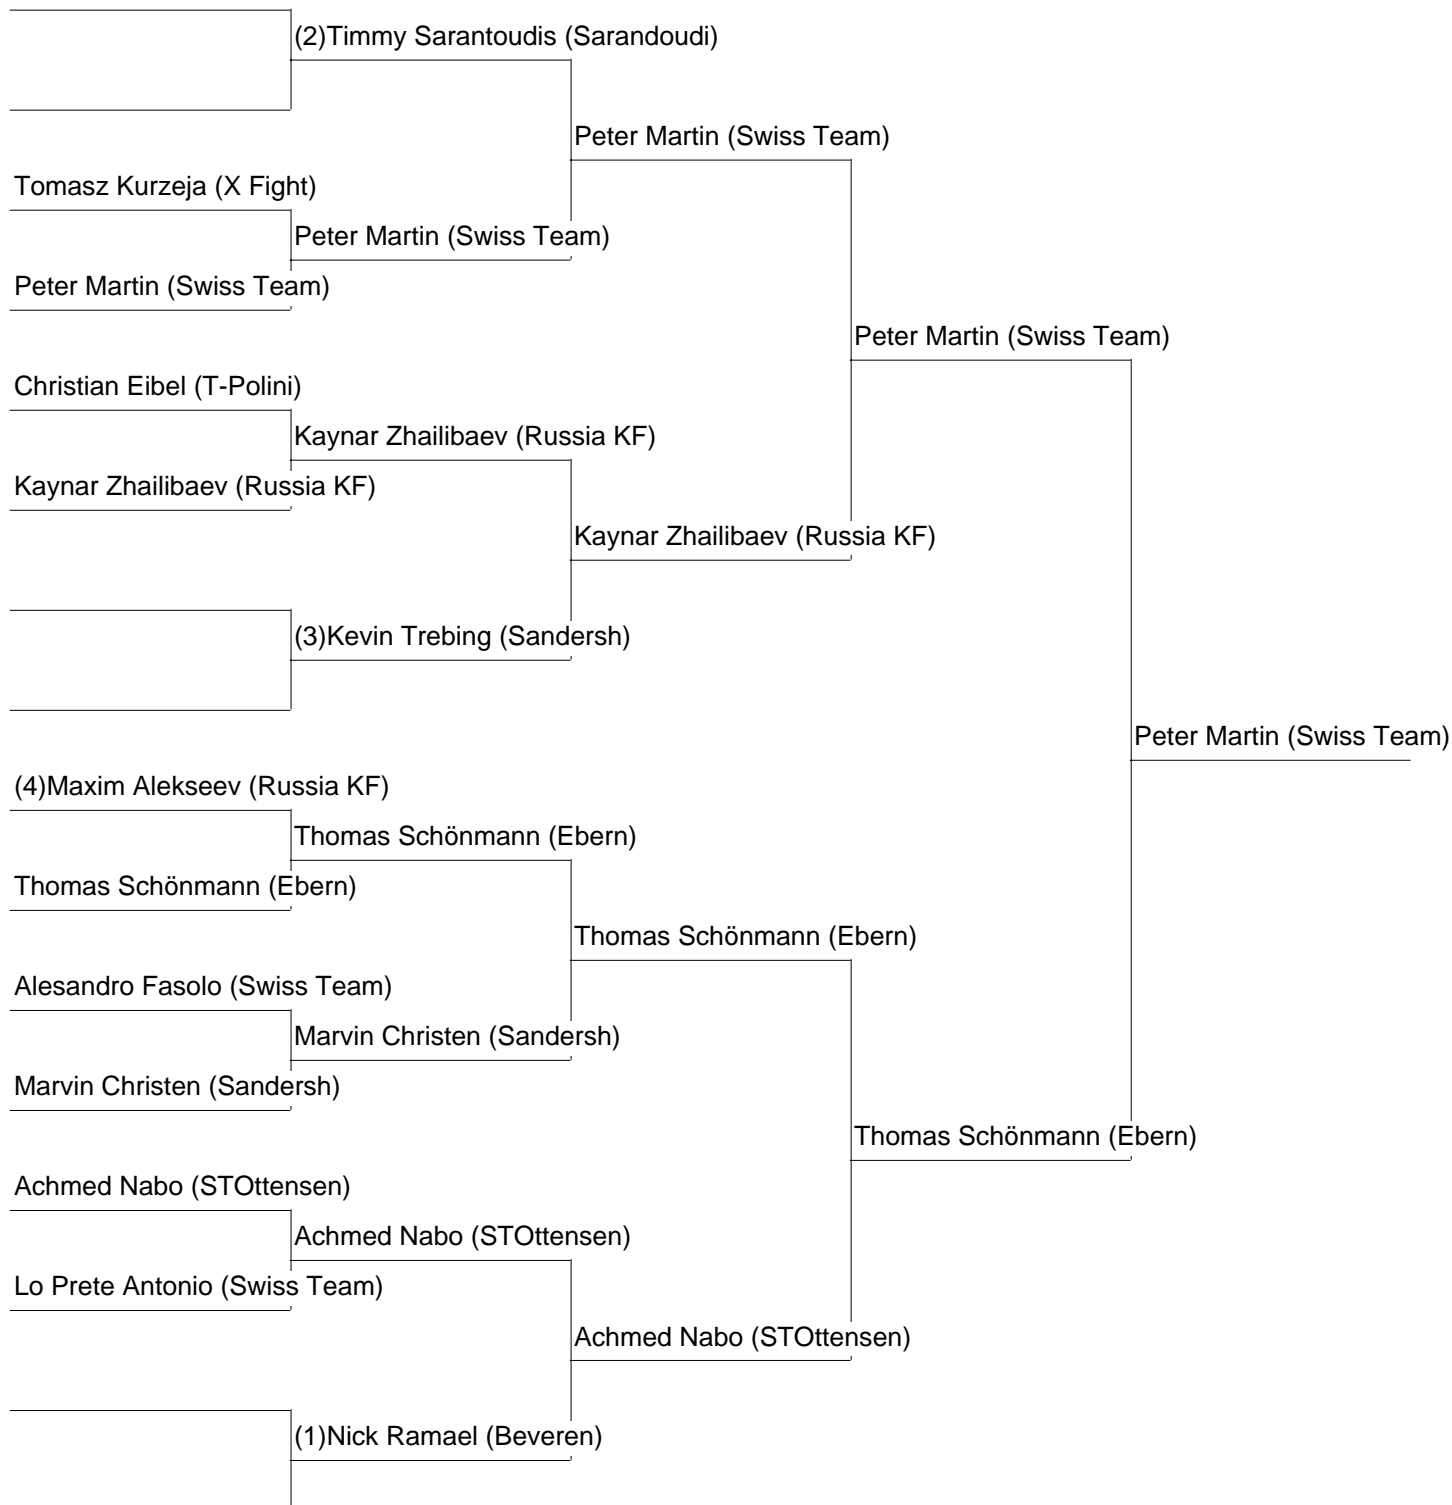 (2)Timmy Sarantoudis (Sarandoudi)
Peter Martin (Swiss Team)
Tomasz Kurzeja (X Fight)
Peter Martin (Swiss Team)
Peter Martin (Swiss Team)
Peter Martin (Swiss Team)
Christian Eibel (T-Polini)
Kaynar Zhailibaev (Russia KF)
Kaynar Zhailibaev (Russia KF)
Kaynar Zhailibaev (Russia KF)
(3)Kevin Trebing (Sandersh)
Peter Martin (Swiss Team)
(4)Maxim Alekseev (Russia KF)
Thomas Schönmann (Ebern)
Thomas Schönmann (Ebern)
Thomas Schönmann (Ebern)
Alesandro Fasolo (Swiss Team)
Marvin Christen (Sandersh)
Marvin Christen (Sandersh)
Thomas Schönmann (Ebern)
Achmed Nabo (STOttensen)
Achmed Nabo (STOttensen)
Lo Prete Antonio (Swiss Team)
Achmed Nabo (STOttensen)
(1)Nick Ramael (Beveren)